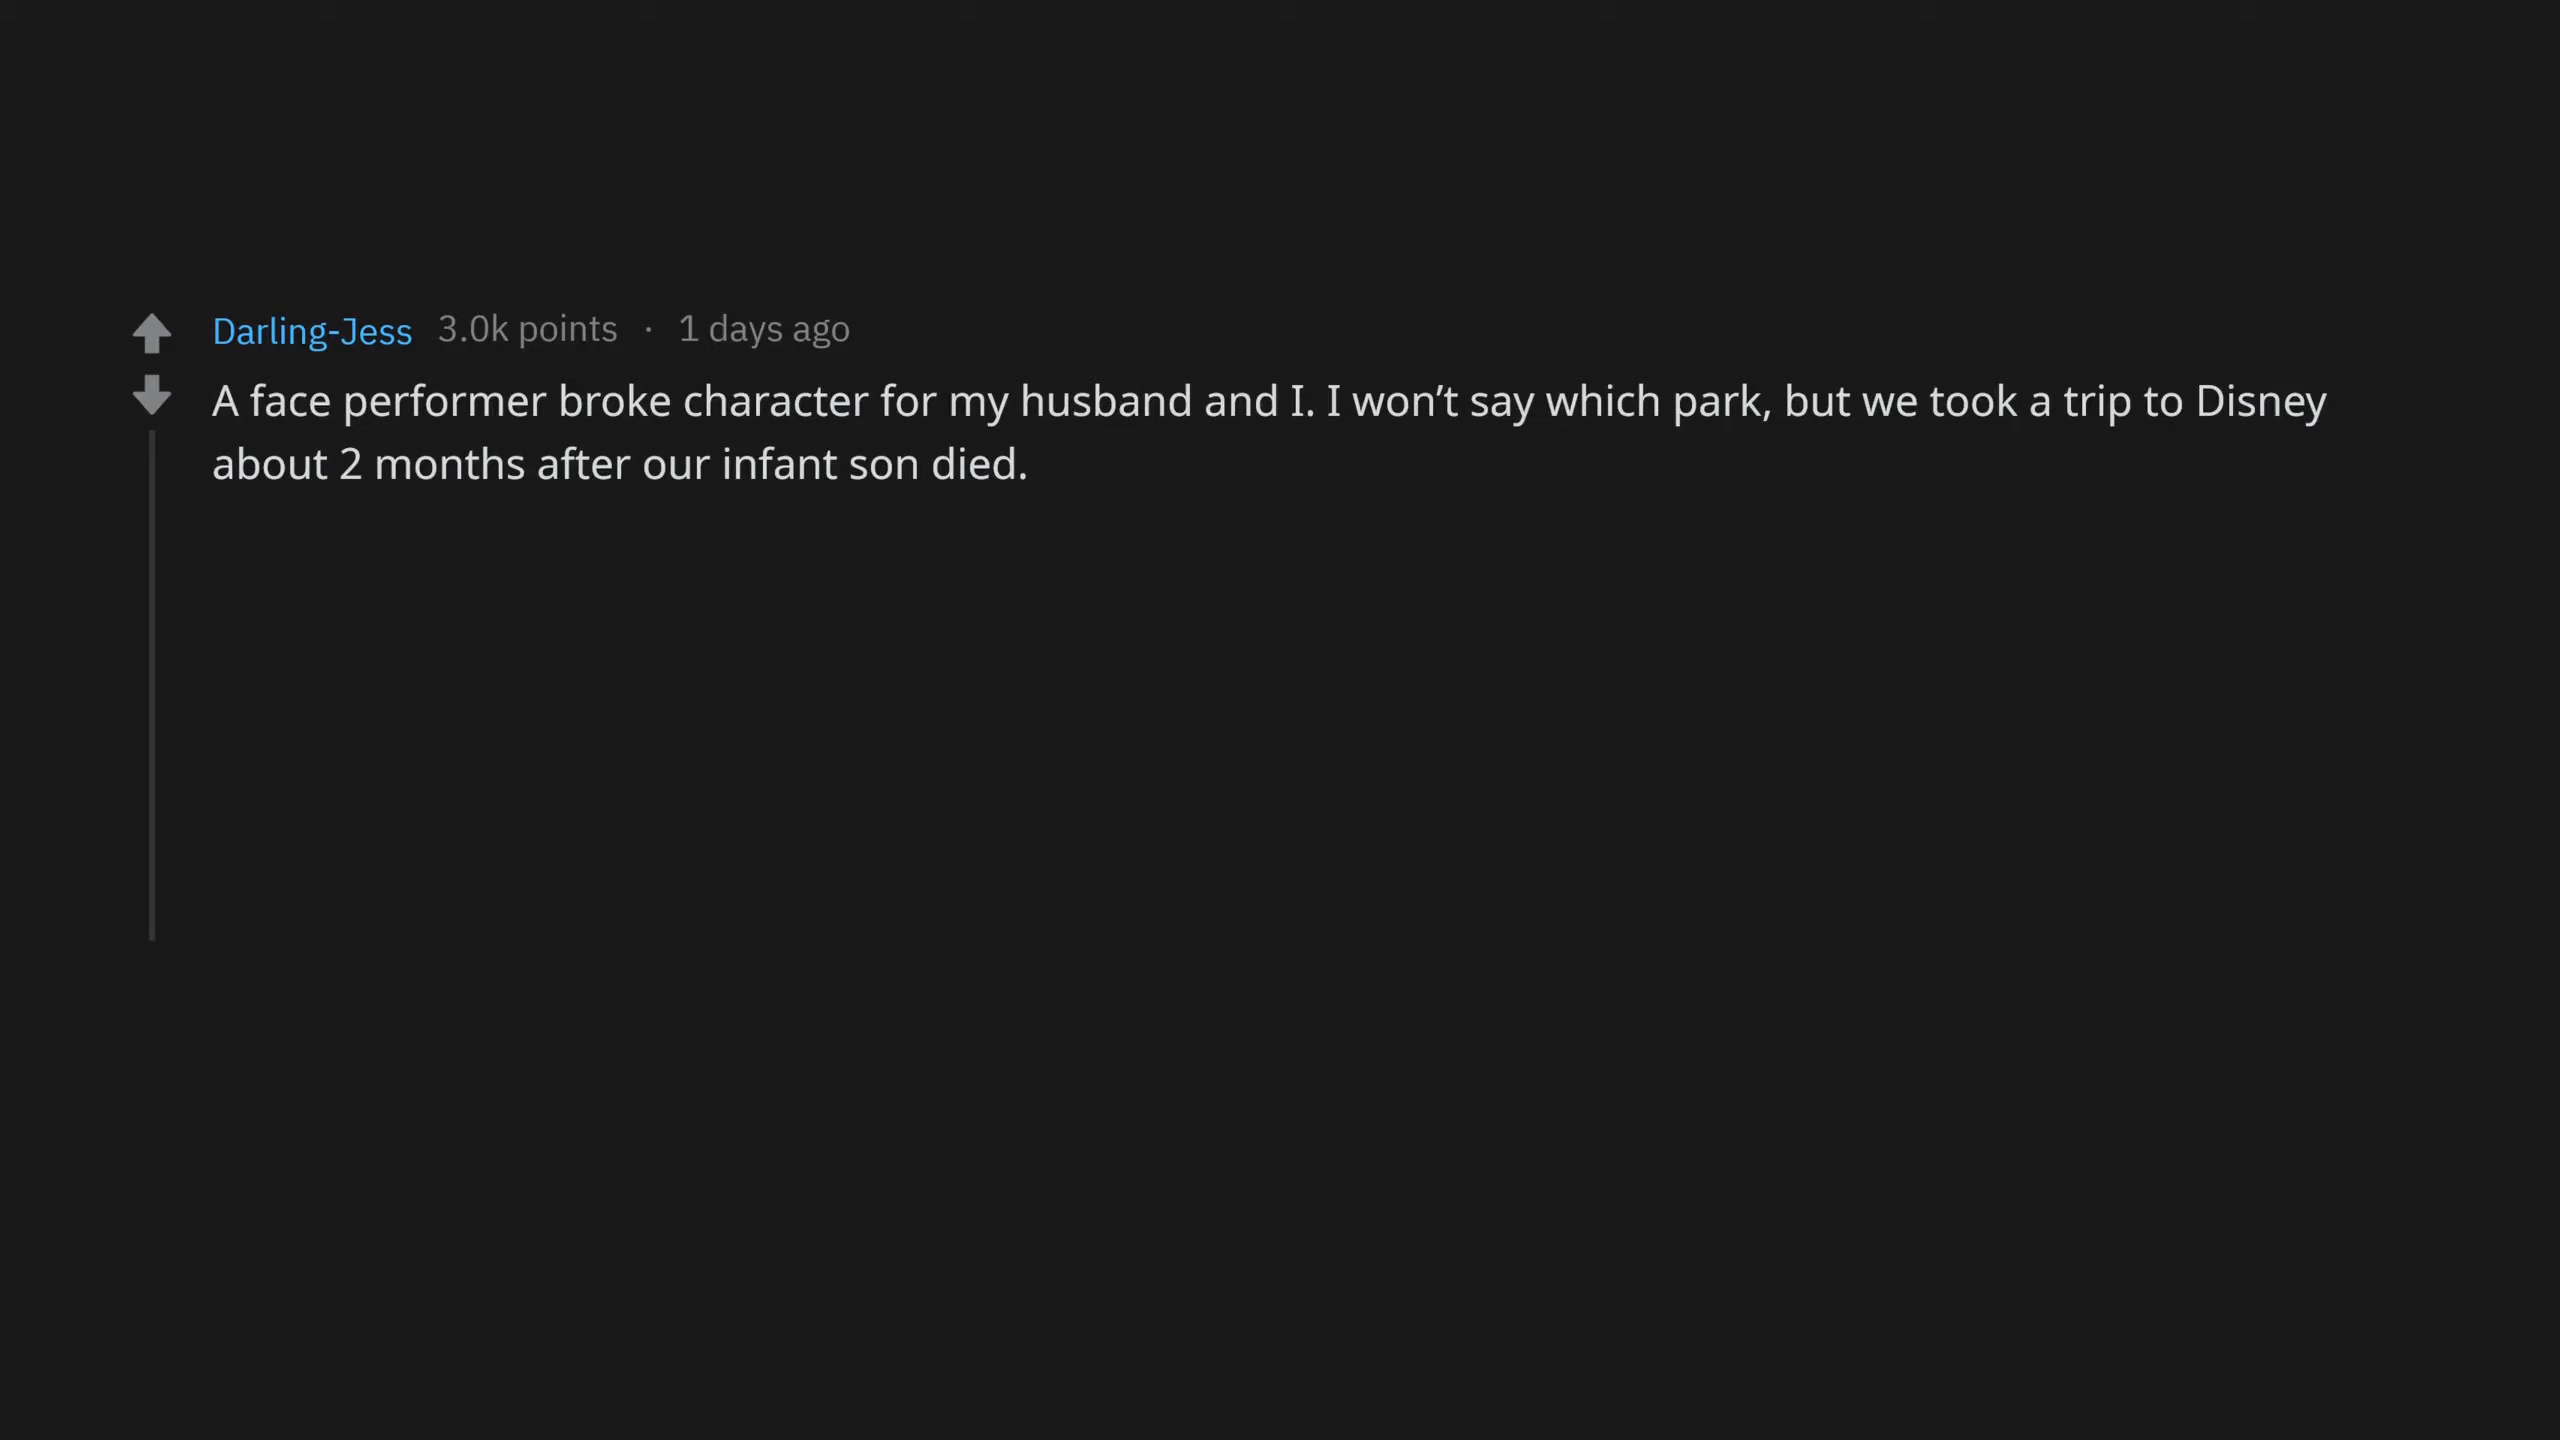 Darling-Jess 3.0k points · 1 days ago
A face performer broke character for my husband and I. I won’t say which park, but we took a trip to Disney
about 2 months after our infant son died.